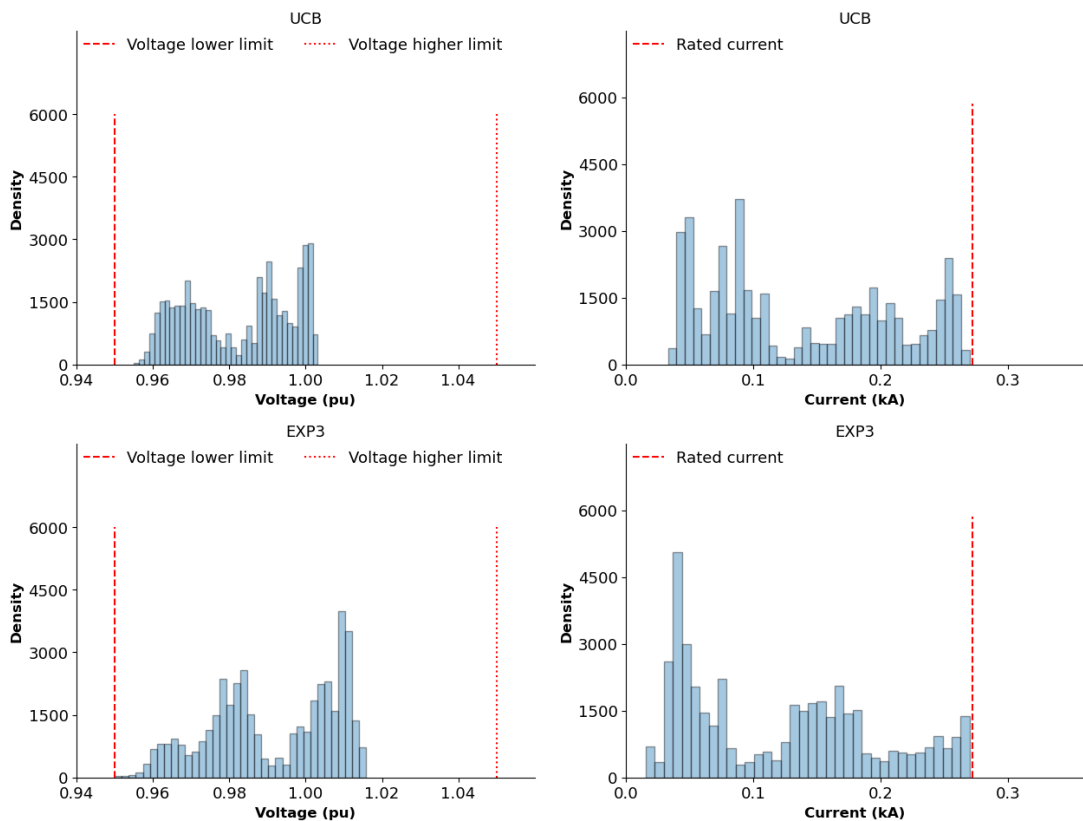 UCB
Voltage lower limit
Voltage higher limit
6000
4500
3000
1500
0
Density
0.94
0.96
0.98
1.00
1.02
1.04
Voltage (pu)
UCB
Rated current
6000
4500
3000
1500
0
Density
0.0
0.1
0.2
0.3
Current (kA)
EXP3
Voltage lower limit
Voltage higher limit
6000
4500
3000
1500
0
Density
0.94
0.96
0.98
1.00
1.02
1.04
Voltage (pu)
EXP3
Rated current
6000
4500
3000
1500
0
Density
0.0
0.1
0.2
0.3
Current (kA)